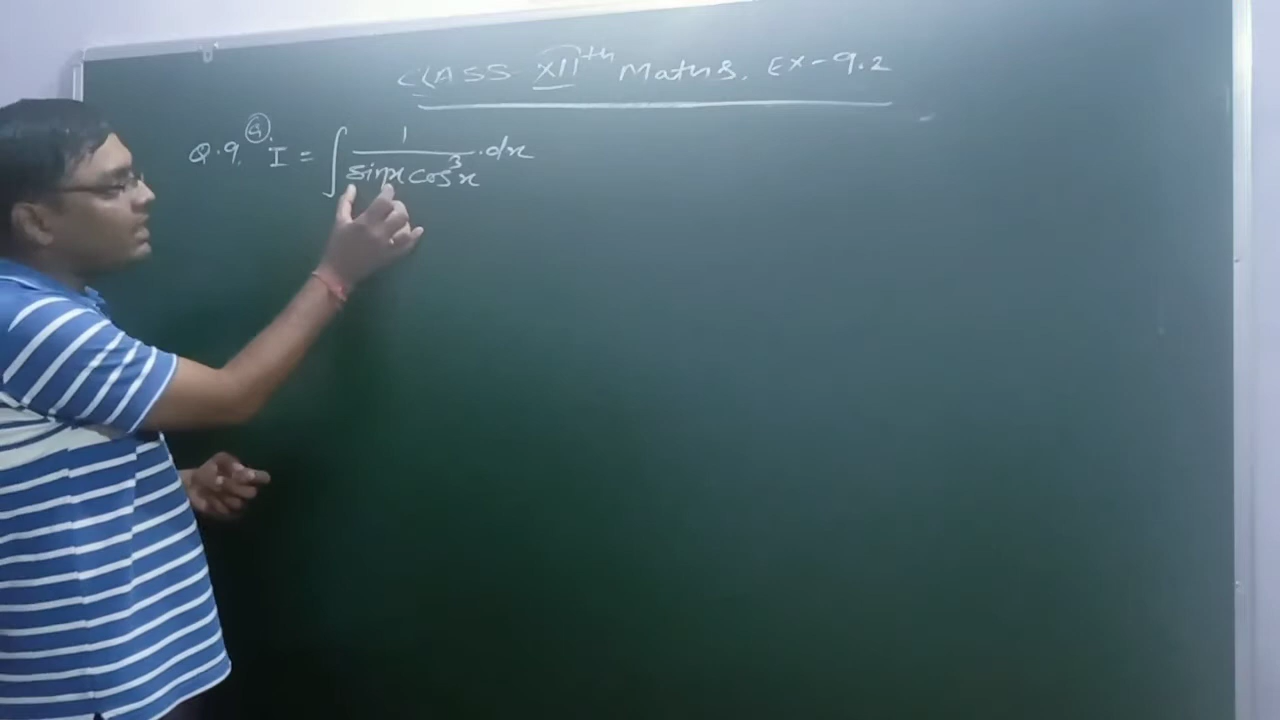 CLASS XIIth Maths. EX-9.2
Q.9. (a) I = ∫ 1/(sinx cos³x) .dx